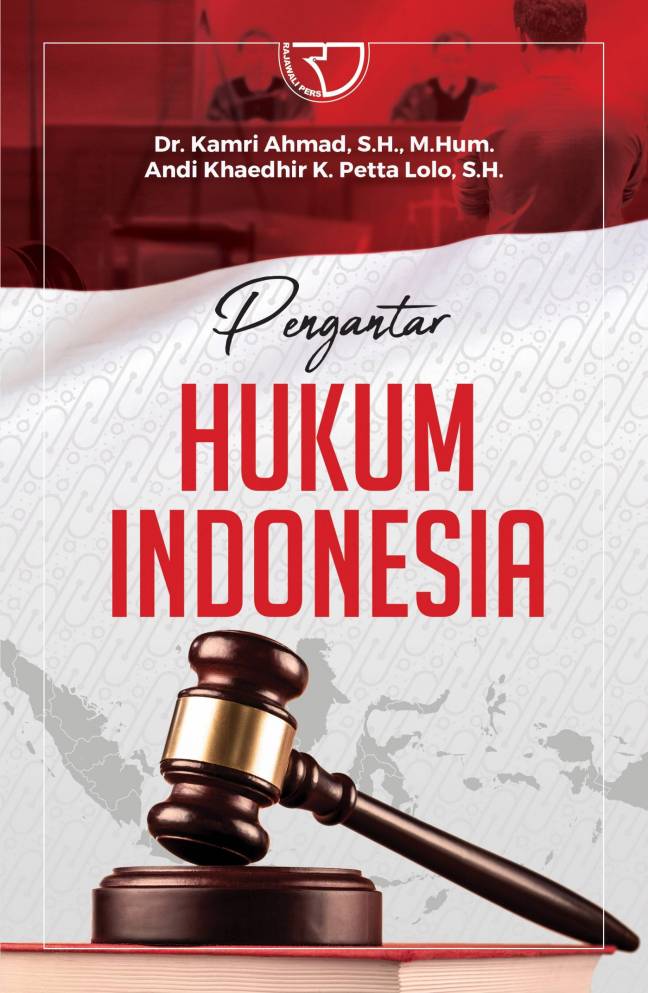 RAJAWALI PERS
Dr. Kamri Ahmad, S.H., M.Hum.
Andi Khaedhir K. Petta Lolo, S.H.
Pengantar
HUKUM
INDONESIA